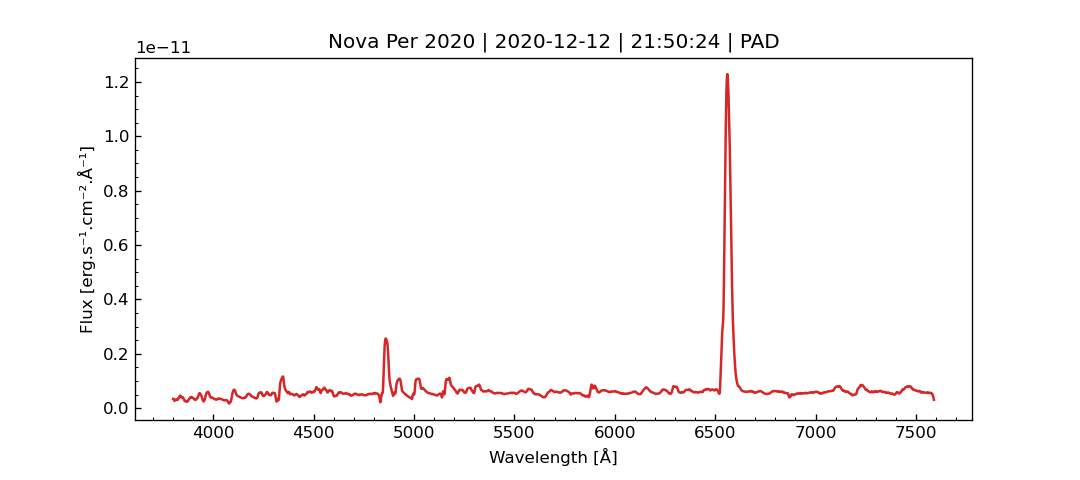 Nova Per 2020 | 2020-12-12 | 21:50:24 | PAD
1e−11
1.2
1.0
0.8
0.6
0.4
0.2
0.0
Flux [erg.s⁻¹.cm⁻².Å⁻¹]
4000 4500 5000 5500 6000 6500 7000 7500
Wavelength [Å]